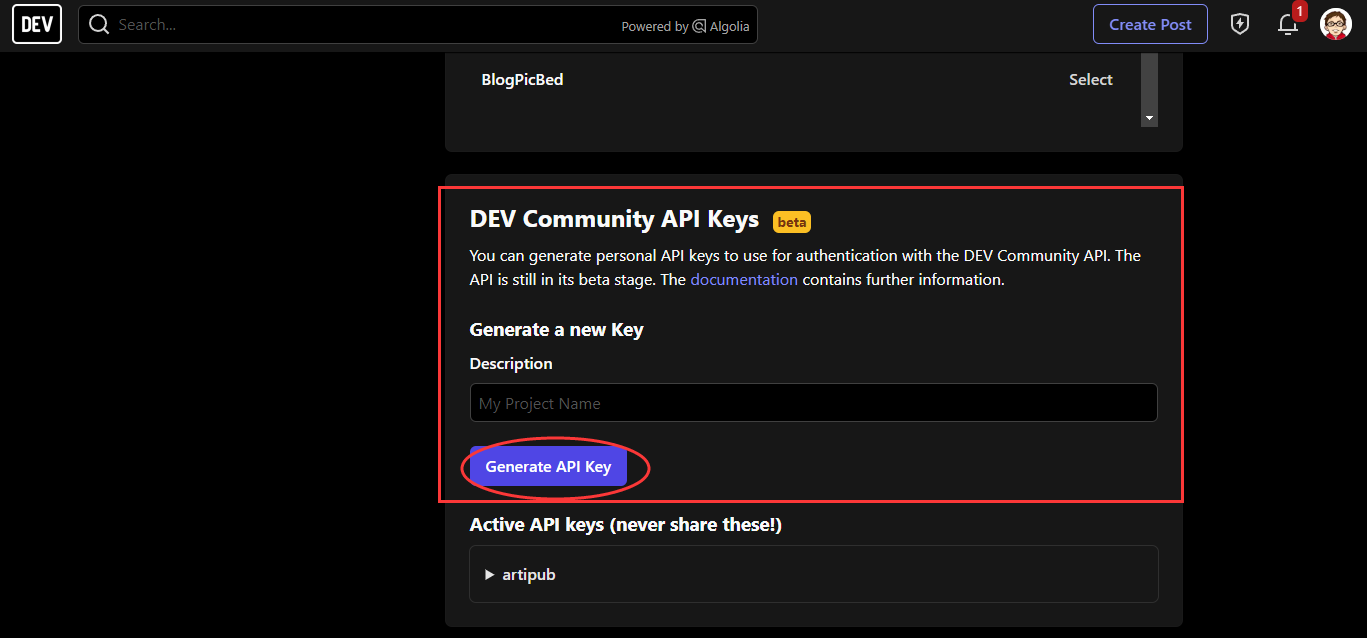 DEV
Search...
Powered by Algolia
Create Post
1
BlogPicBed
Select
DEV Community API Keys beta
You can generate personal API keys to use for authentication with the DEV Community API. The
API is still in its beta stage. The documentation contains further information.
Generate a new Key
Description
My Project Name
Generate API Key
Active API keys (never share these!)
artipub